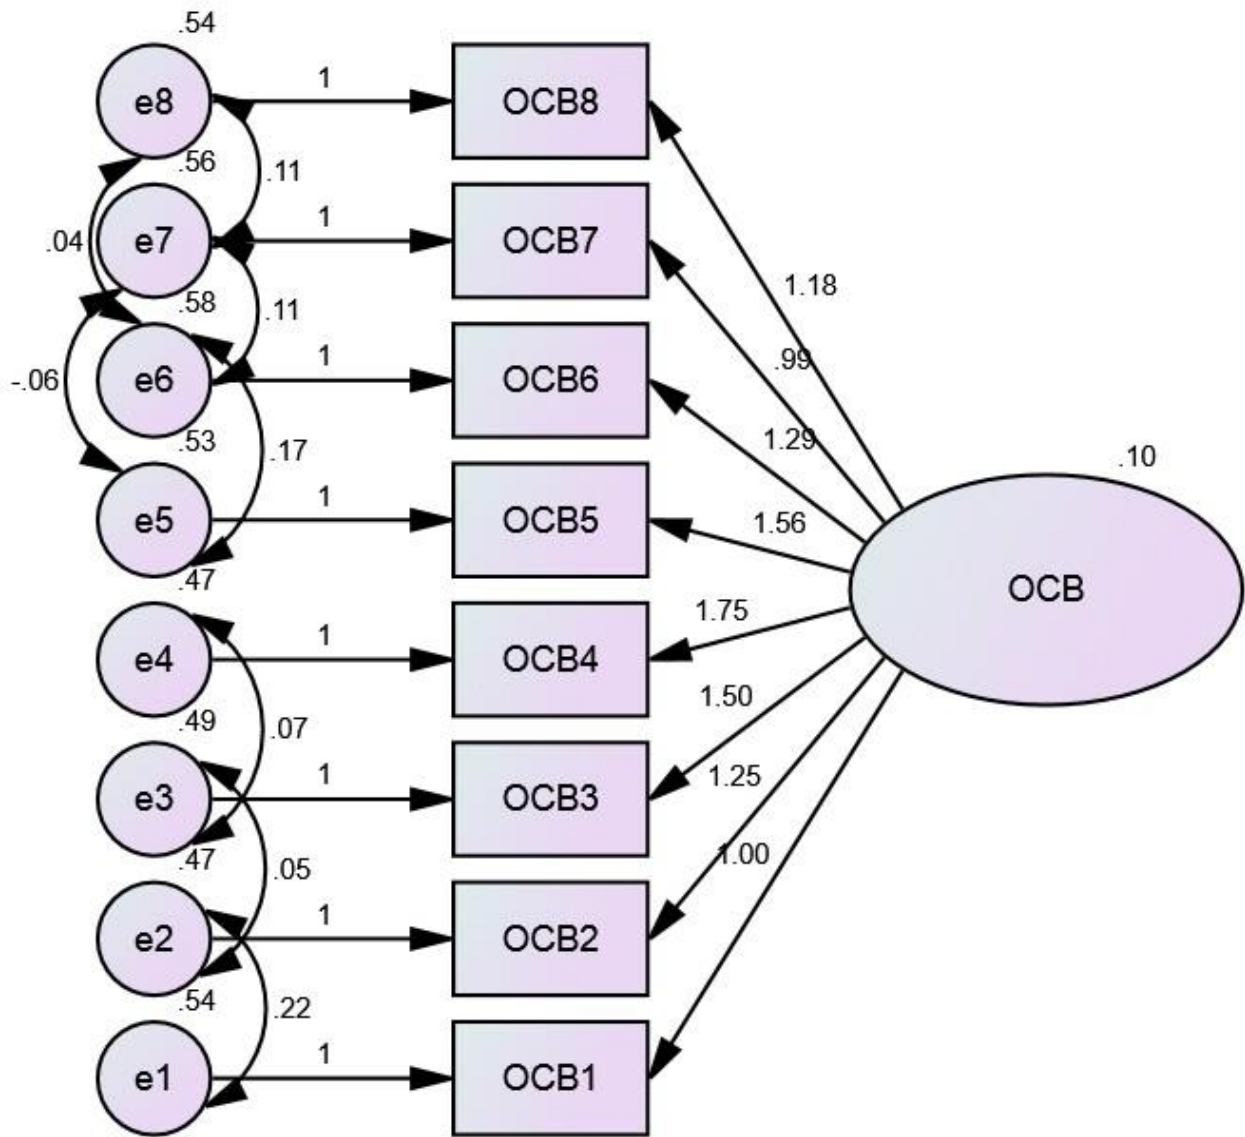 .54
e8
1
OCB8
.56
.11
e7
1
OCB7
.04
1.18
.58
.11
.99
e6
1
OCB6
-.06
.53
.17
1.29
.10
e5
1
OCB5
1.56
.47
OCB
e4
1
OCB4
1.75
.49
.07
1.50
e3
1
OCB3
1.25
.47
.05
1.00
e2
1
OCB2
.54
.22
e1
1
OCB1